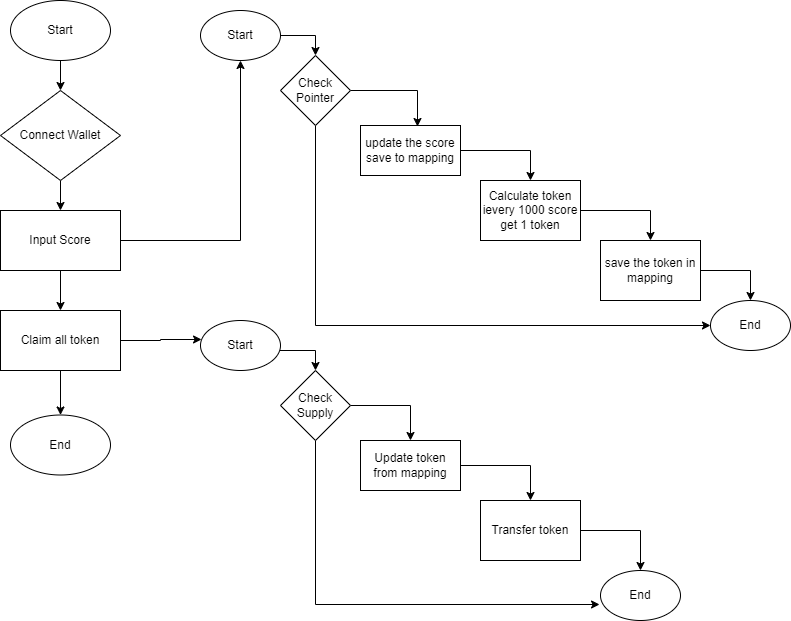 Start
Connect Wallet
Input Score
Claim all token
End
Start
Check
Pointer
update the score
save to mapping
Calculate token
ievery 1000 score
get 1 token
save the token in
mapping
End
Start
Check
Supply
Update token
from mapping
Transfer token
End